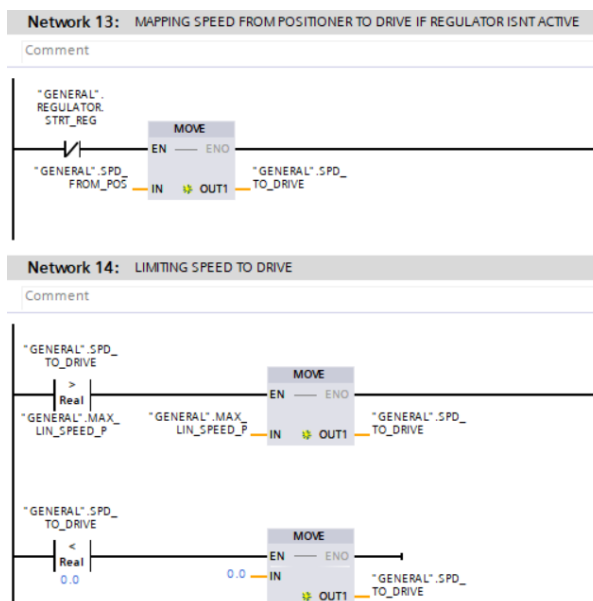 Network 13: MAPPING SPEED FROM POSITIONER TO DRIVE IF REGULATOR ISNT ACTIVE
Comment
"GENERAL".
REGULATOR.
STRT_REG
MOVE
EN ENO
"GENERAL".SPD_
FROM_POS
IN OUT1
"GENERAL".SPD_
TO_DRIVE
Network 14: LIMITING SPEED TO DRIVE
Comment
"GENERAL".SPD_
TO_DRIVE
>
Real
"GENERAL".MAX_
LIN_SPEED_P
MOVE
EN ENO
"GENERAL".MAX_
LIN_SPEED_P
IN OUT1
"GENERAL".SPD_
TO_DRIVE
"GENERAL".SPD_
TO_DRIVE
<
Real
0.0
MOVE
EN ENO
0.0 IN
OUT1
"GENERAL".SPD_
TO_DRIVE